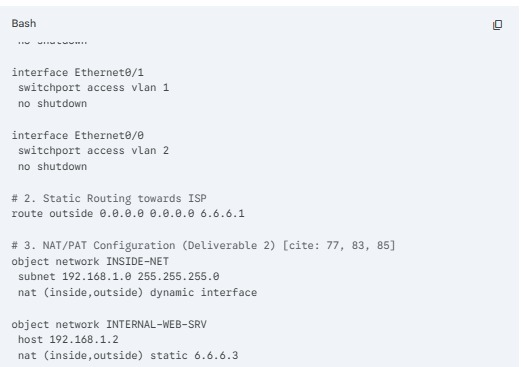 Bash
no shutdown
interface Ethernet0/1
switchport access vlan 1
no shutdown
interface Ethernet0/0
switchport access vlan 2
no shutdown
# 2. Static Routing towards ISP
route outside 0.0.0.0 0.0.0.0 6.6.6.1
# 3. NAT/PAT Configuration (Deliverable 2) [cite: 77, 83, 85]
object network INSIDE-NET
subnet 192.168.1.0 255.255.255.0
nat (inside,outside) dynamic interface
object network INTERNAL-WEB-SRV
host 192.168.1.2
nat (inside,outside) static 6.6.6.3